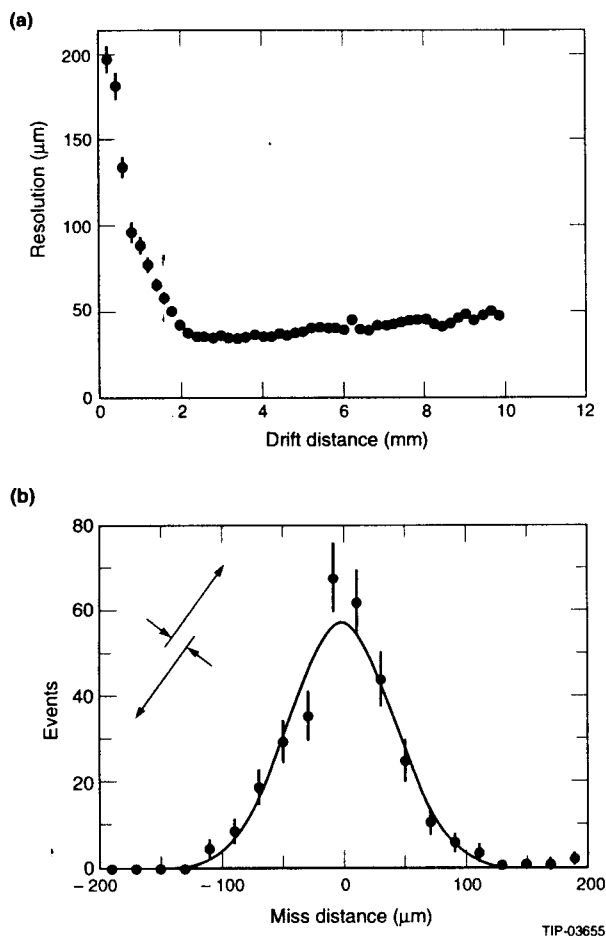 (a)
200
150
100
50
0
Resolution (μm)
0 2 4 6 8 10 12
Drift distance (mm)
(b)
80
60
40
20
0
Events
−200 −100 0 100 200
Miss distance (μm)
TIP-03655